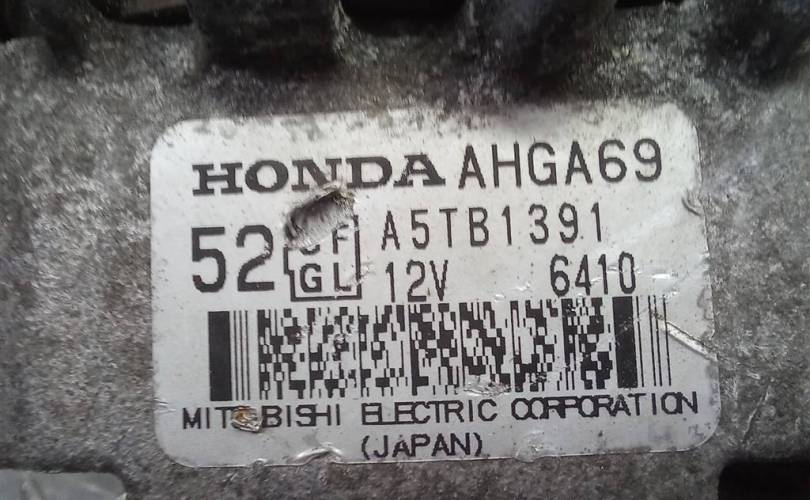 HONDA AHGA69
52 A5TB1391
GL 12V 6410
MITSUBISHI ELECTRIC CORPORATION
(JAPAN)